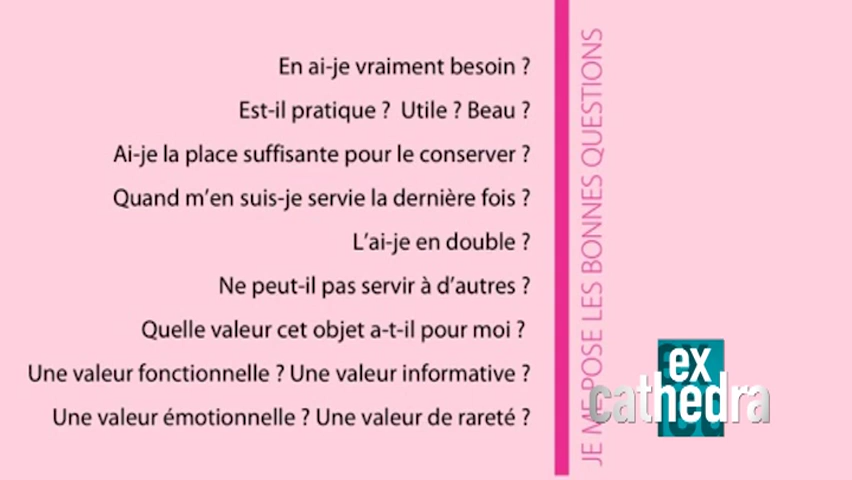 En ai-je vraiment besoin ?
Est-il pratique ? Utile ? Beau ?
Ai-je la place suffisante pour le conserver ?
Quand m'en suis-je servie la dernière fois ?
L'ai-je en double ?
Ne peut-il pas servir à d'autres ?
Quelle valeur cet objet a-t-il pour moi ?
Une valeur fonctionnelle ? Une valeur informative ?
Une valeur émotionnelle ? Une valeur de rareté ?
JE ME POSE LES BONNES QUESTIONS
ex
cathedra